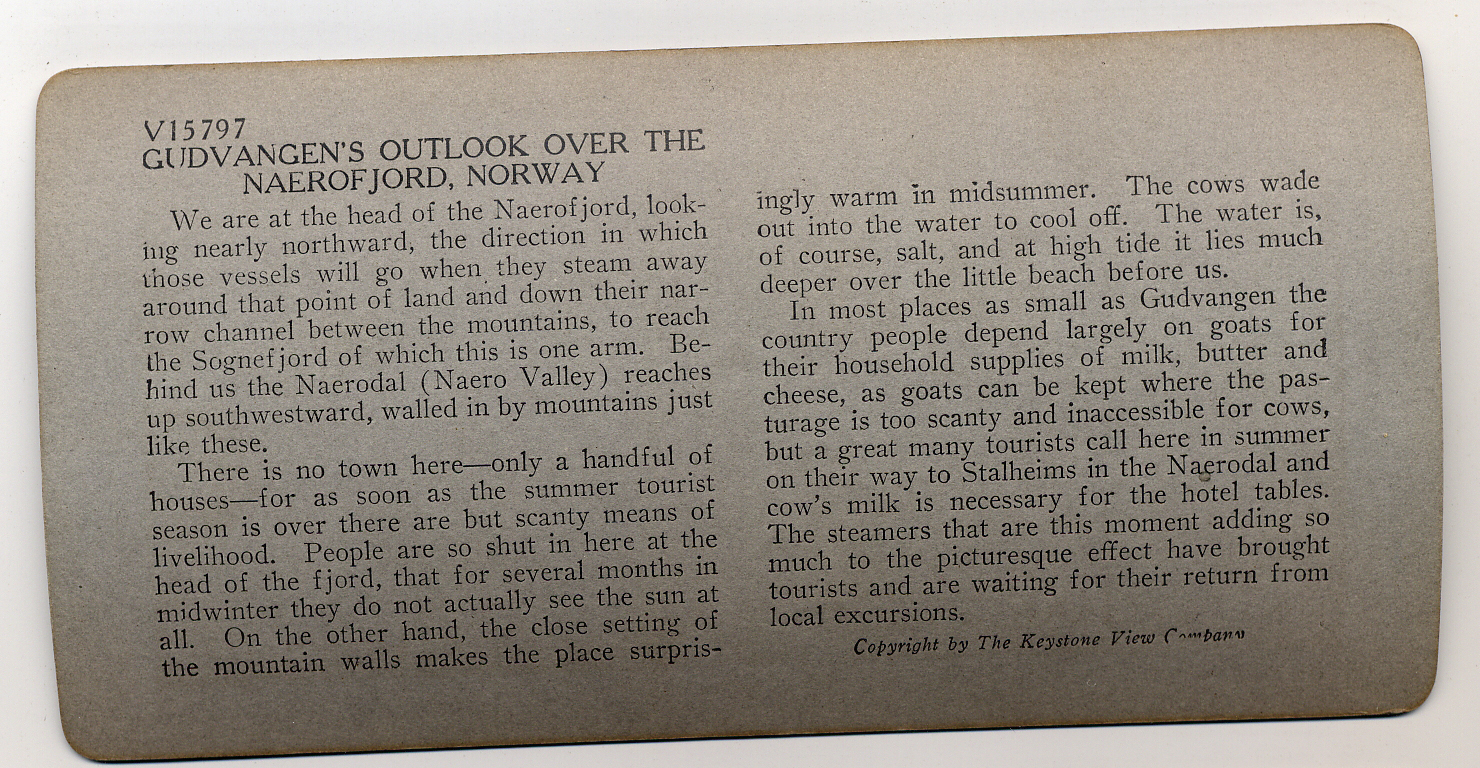 V15797
GUDVANGEN'S OUTLOOK OVER THE
NAEROFJORD, NORWAY
We are at the head of the Naerofjord, look-
ing nearly northward, the direction in which
those vessels will go when they steam away
around that point of land and down their nar-
row channel between the mountains, to reach
the Sognefjord of which this is one arm. Be-
hind us the Naerodal (Naero Valley) reaches
up southwestward, walled in by mountains just
like these.
There is no town here—only a handful of
houses—for as soon as the summer tourist
season is over there are but scanty means of
livelihood. People are so shut in here at the
head of the fjord, that for several months in
midwinter they do not actually see the sun at
all. On the other hand, the close setting of
the mountain walls makes the place surpris-
ingly warm in midsummer. The cows wade
out into the water to cool off. The water is,
of course, salt, and at high tide it lies much
deeper over the little beach before us.
In most places as small as Gudvangen the
country people depend largely on goats for
their household supplies of milk, butter and
cheese, as goats can be kept where the pas-
turage is too scanty and inaccessible for cows,
but a great many tourists call here in summer
on their way to Stalheims in the Naerodal and
cow's milk is necessary for the hotel tables.
The steamers that are this moment adding so
much to the picturesque effect have brought
tourists and are waiting for their return from
local excursions.
Copyright by The Keystone View Company